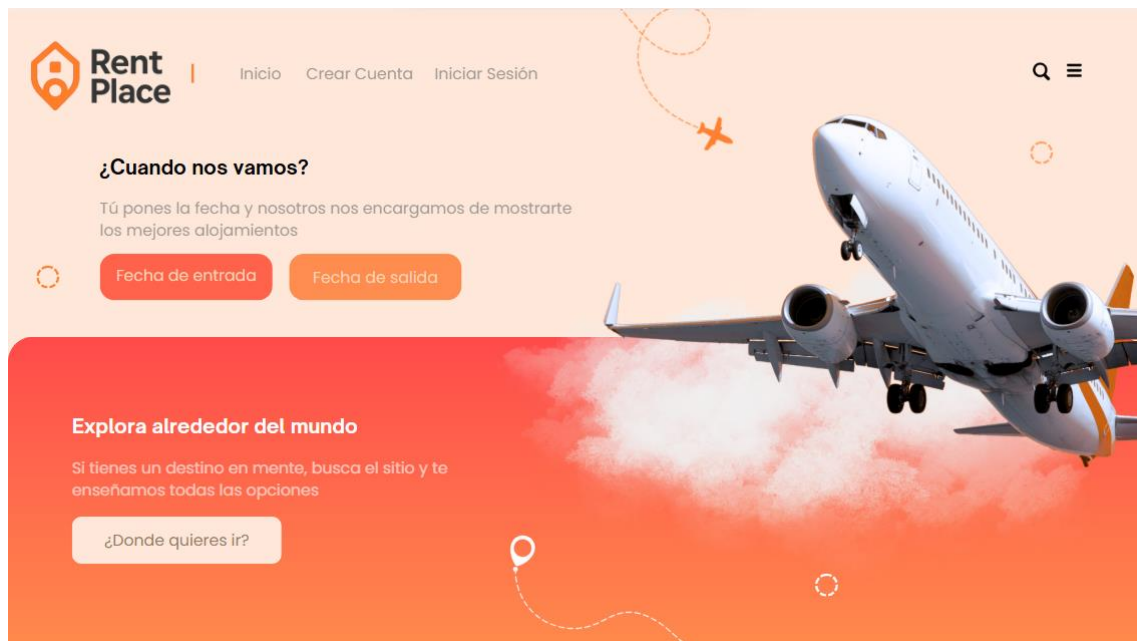 Rent
Place
Inicio Crear Cuenta Iniciar Sesión
¿Cuando nos vamos?
Tú pones la fecha y nosotros nos encargamos de mostrarte
los mejores alojamientos
Fecha de entrada
Fecha de salida
Explora alrededor del mundo
Si tienes un destino en mente, busca el sitio y te
enseñamos todas las opciones
¿Donde quieres ir?